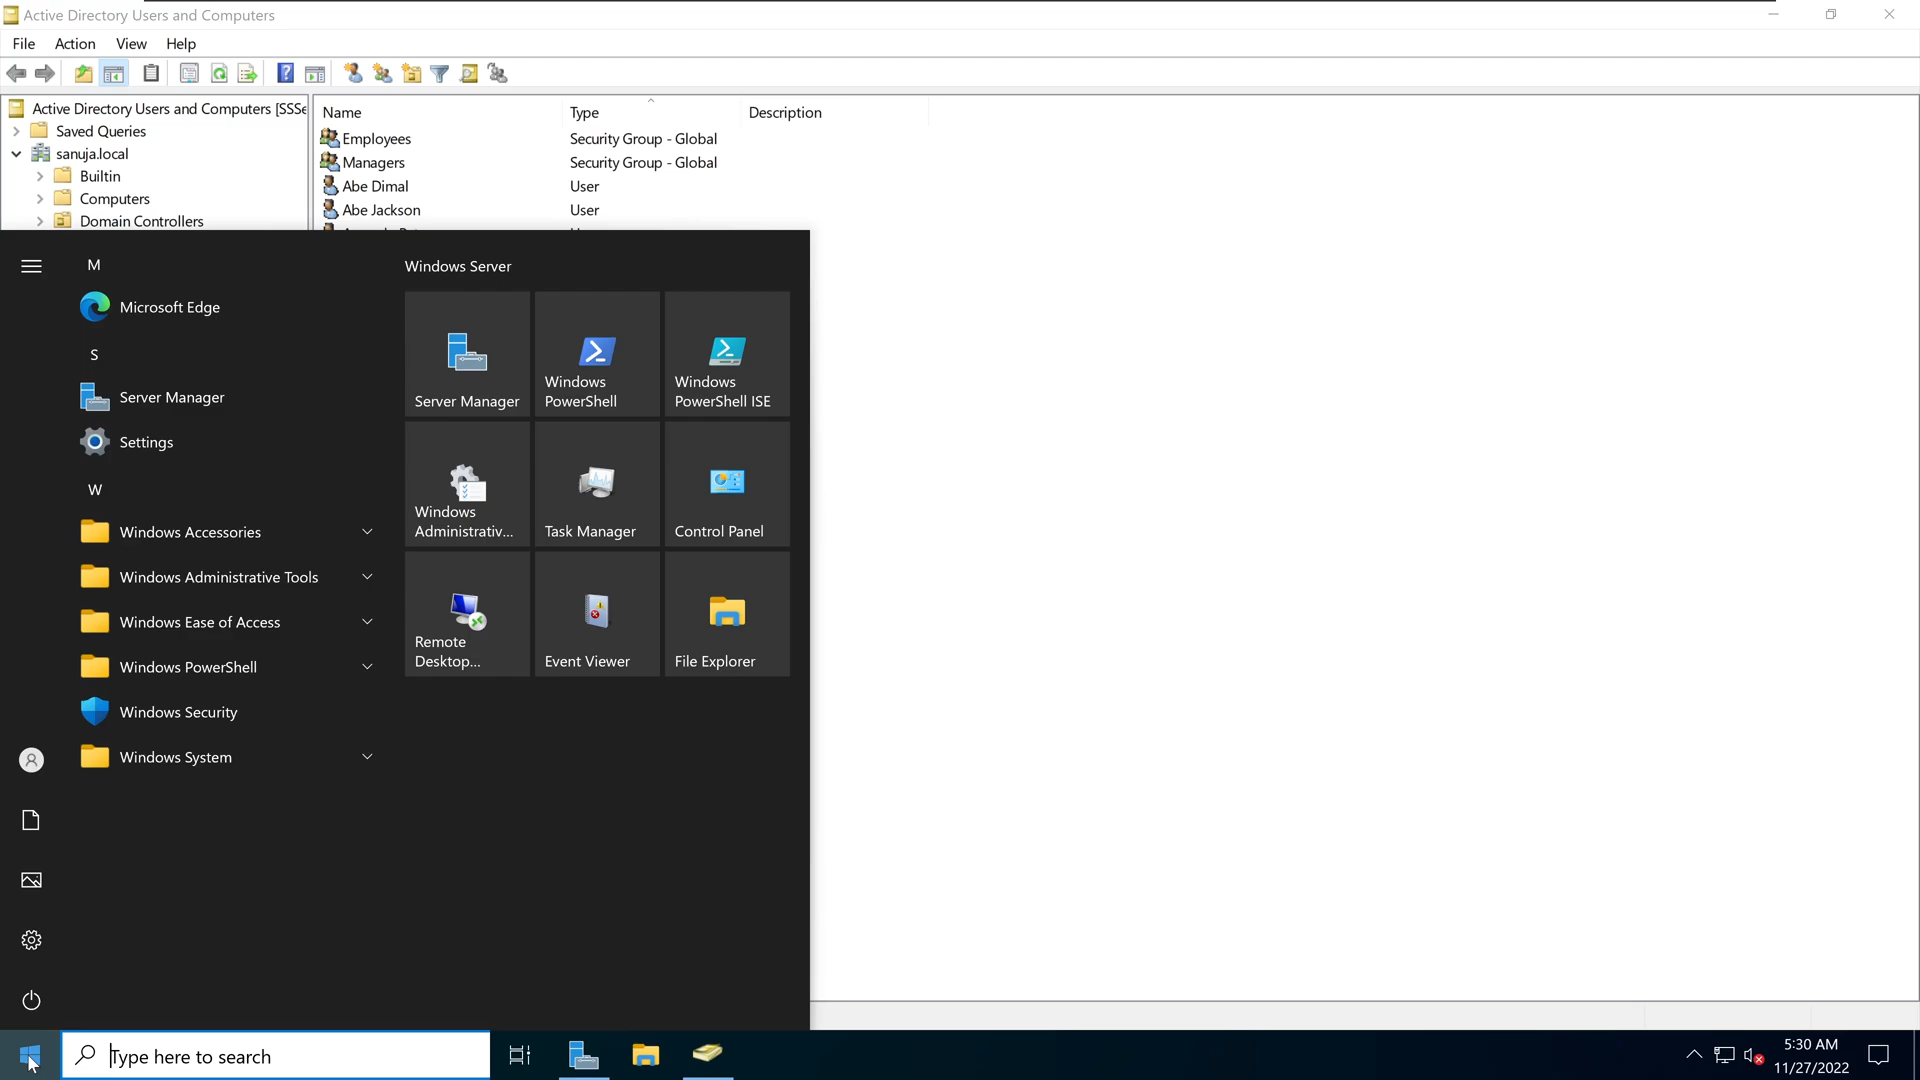 Active Directory Users and Computers
File Action View Help
Active Directory Users and Computers [SSSe
Saved Queries
sanuja.local
Builtin
Computers
Domain Controllers
Name Type Description
Employees Security Group - Global
Managers Security Group - Global
Abe Dimal User
Abe Jackson User
M
Microsoft Edge
S
Server Manager
Settings
W
Windows Accessories
Windows Administrative Tools
Windows Ease of Access
Windows PowerShell
Windows Security
Windows System
Windows Server
Server Manager
Windows
PowerShell
Windows
PowerShell ISE
Windows
Administrativ...
Task Manager
Control Panel
Remote
Desktop...
Event Viewer
File Explorer
Type here to search
5:30 AM
11/27/2022